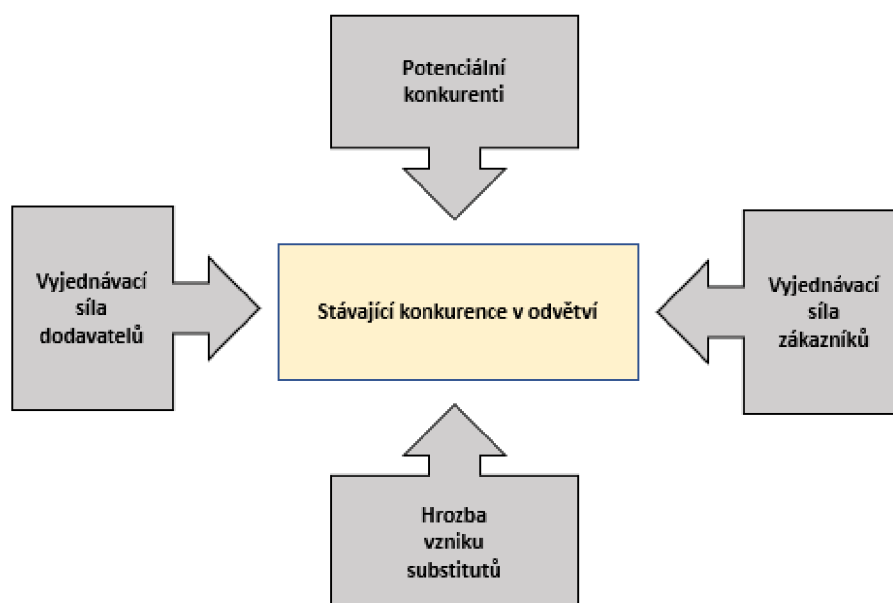 Potenciální
konkurenti
Vyjednávací
síla
dodavatelů
Stávající konkurence v odvětví
Vyjednávací
síla
zákazníků
Hrozba
vzniku
substitutů